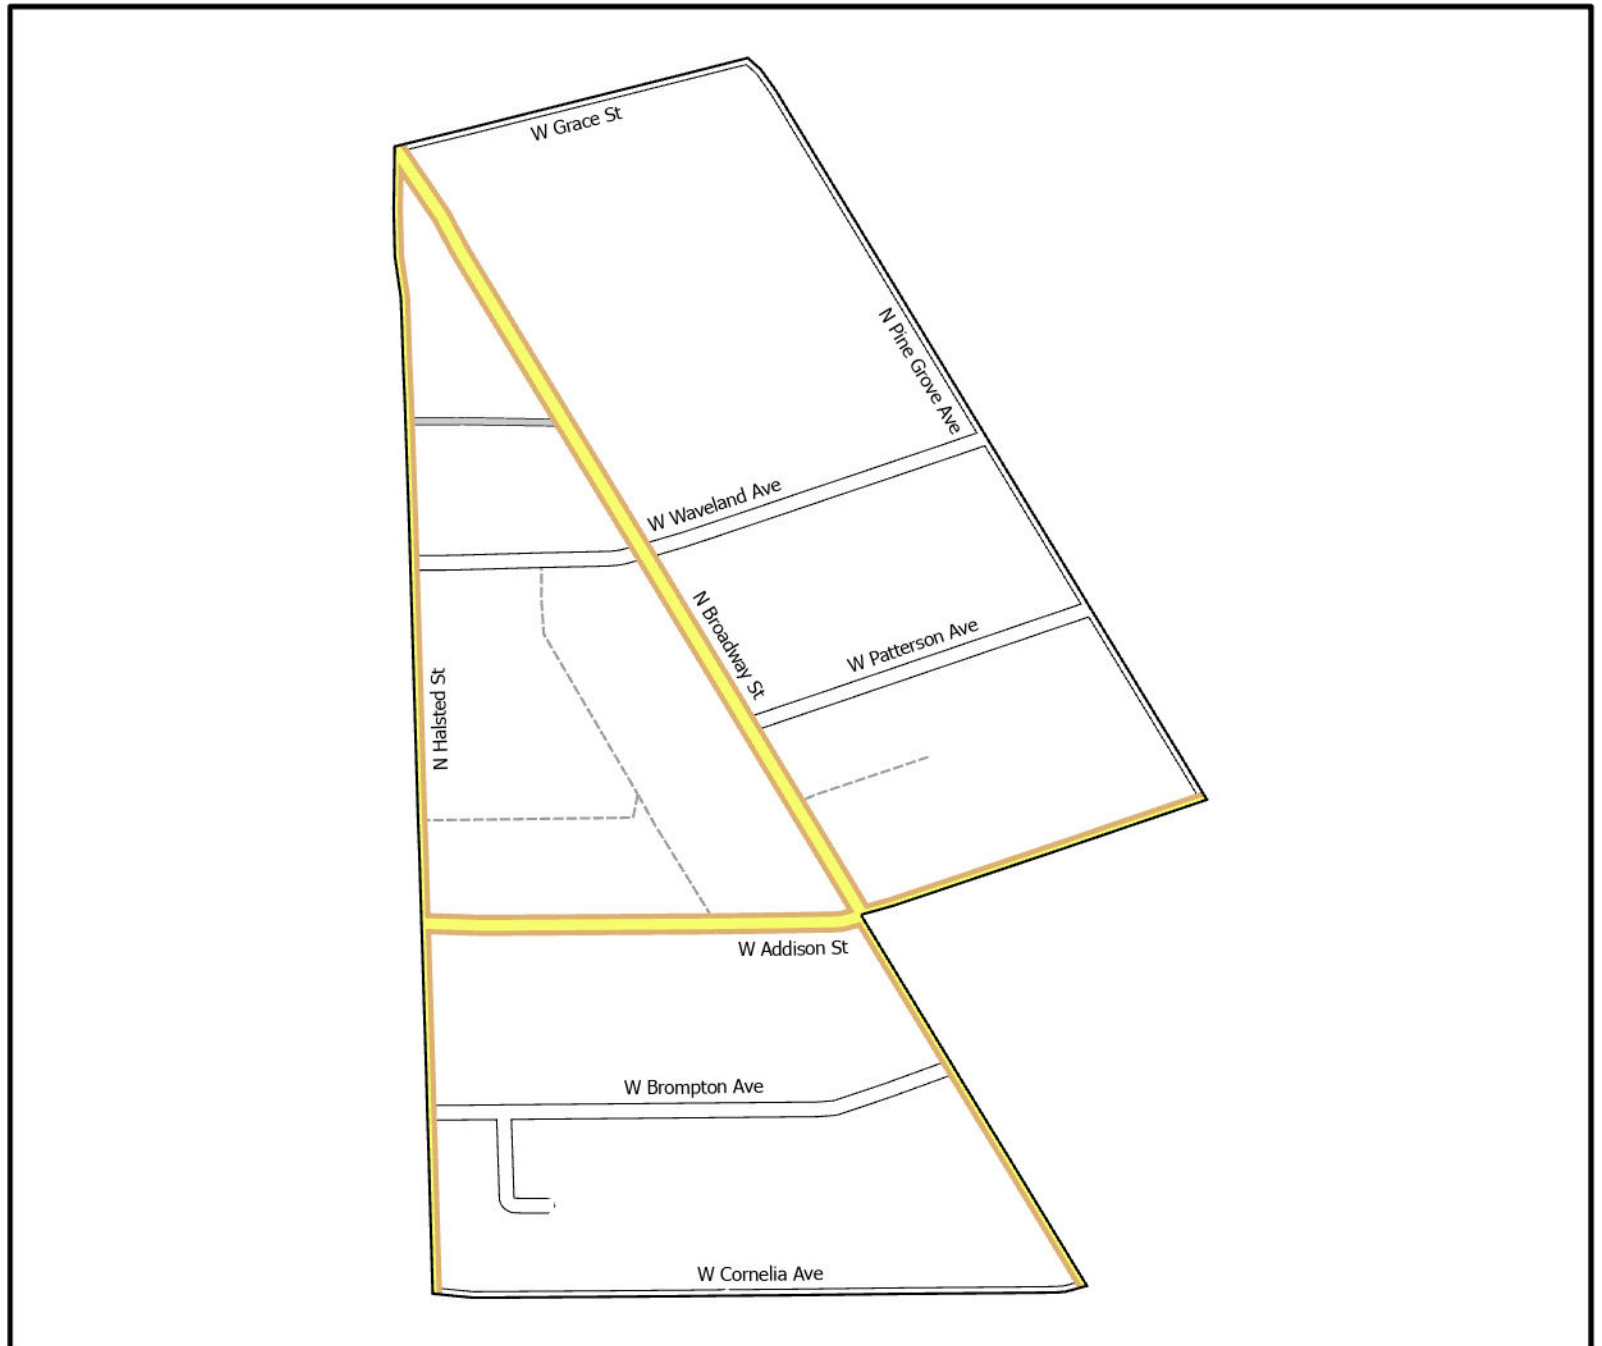 W Grace St
N Pine Grove Ave
W Waveland Ave
N Broadway St
W Patterson Ave
N Halsted St
W Addison St
W Brompton Ave
W Cornelia Ave